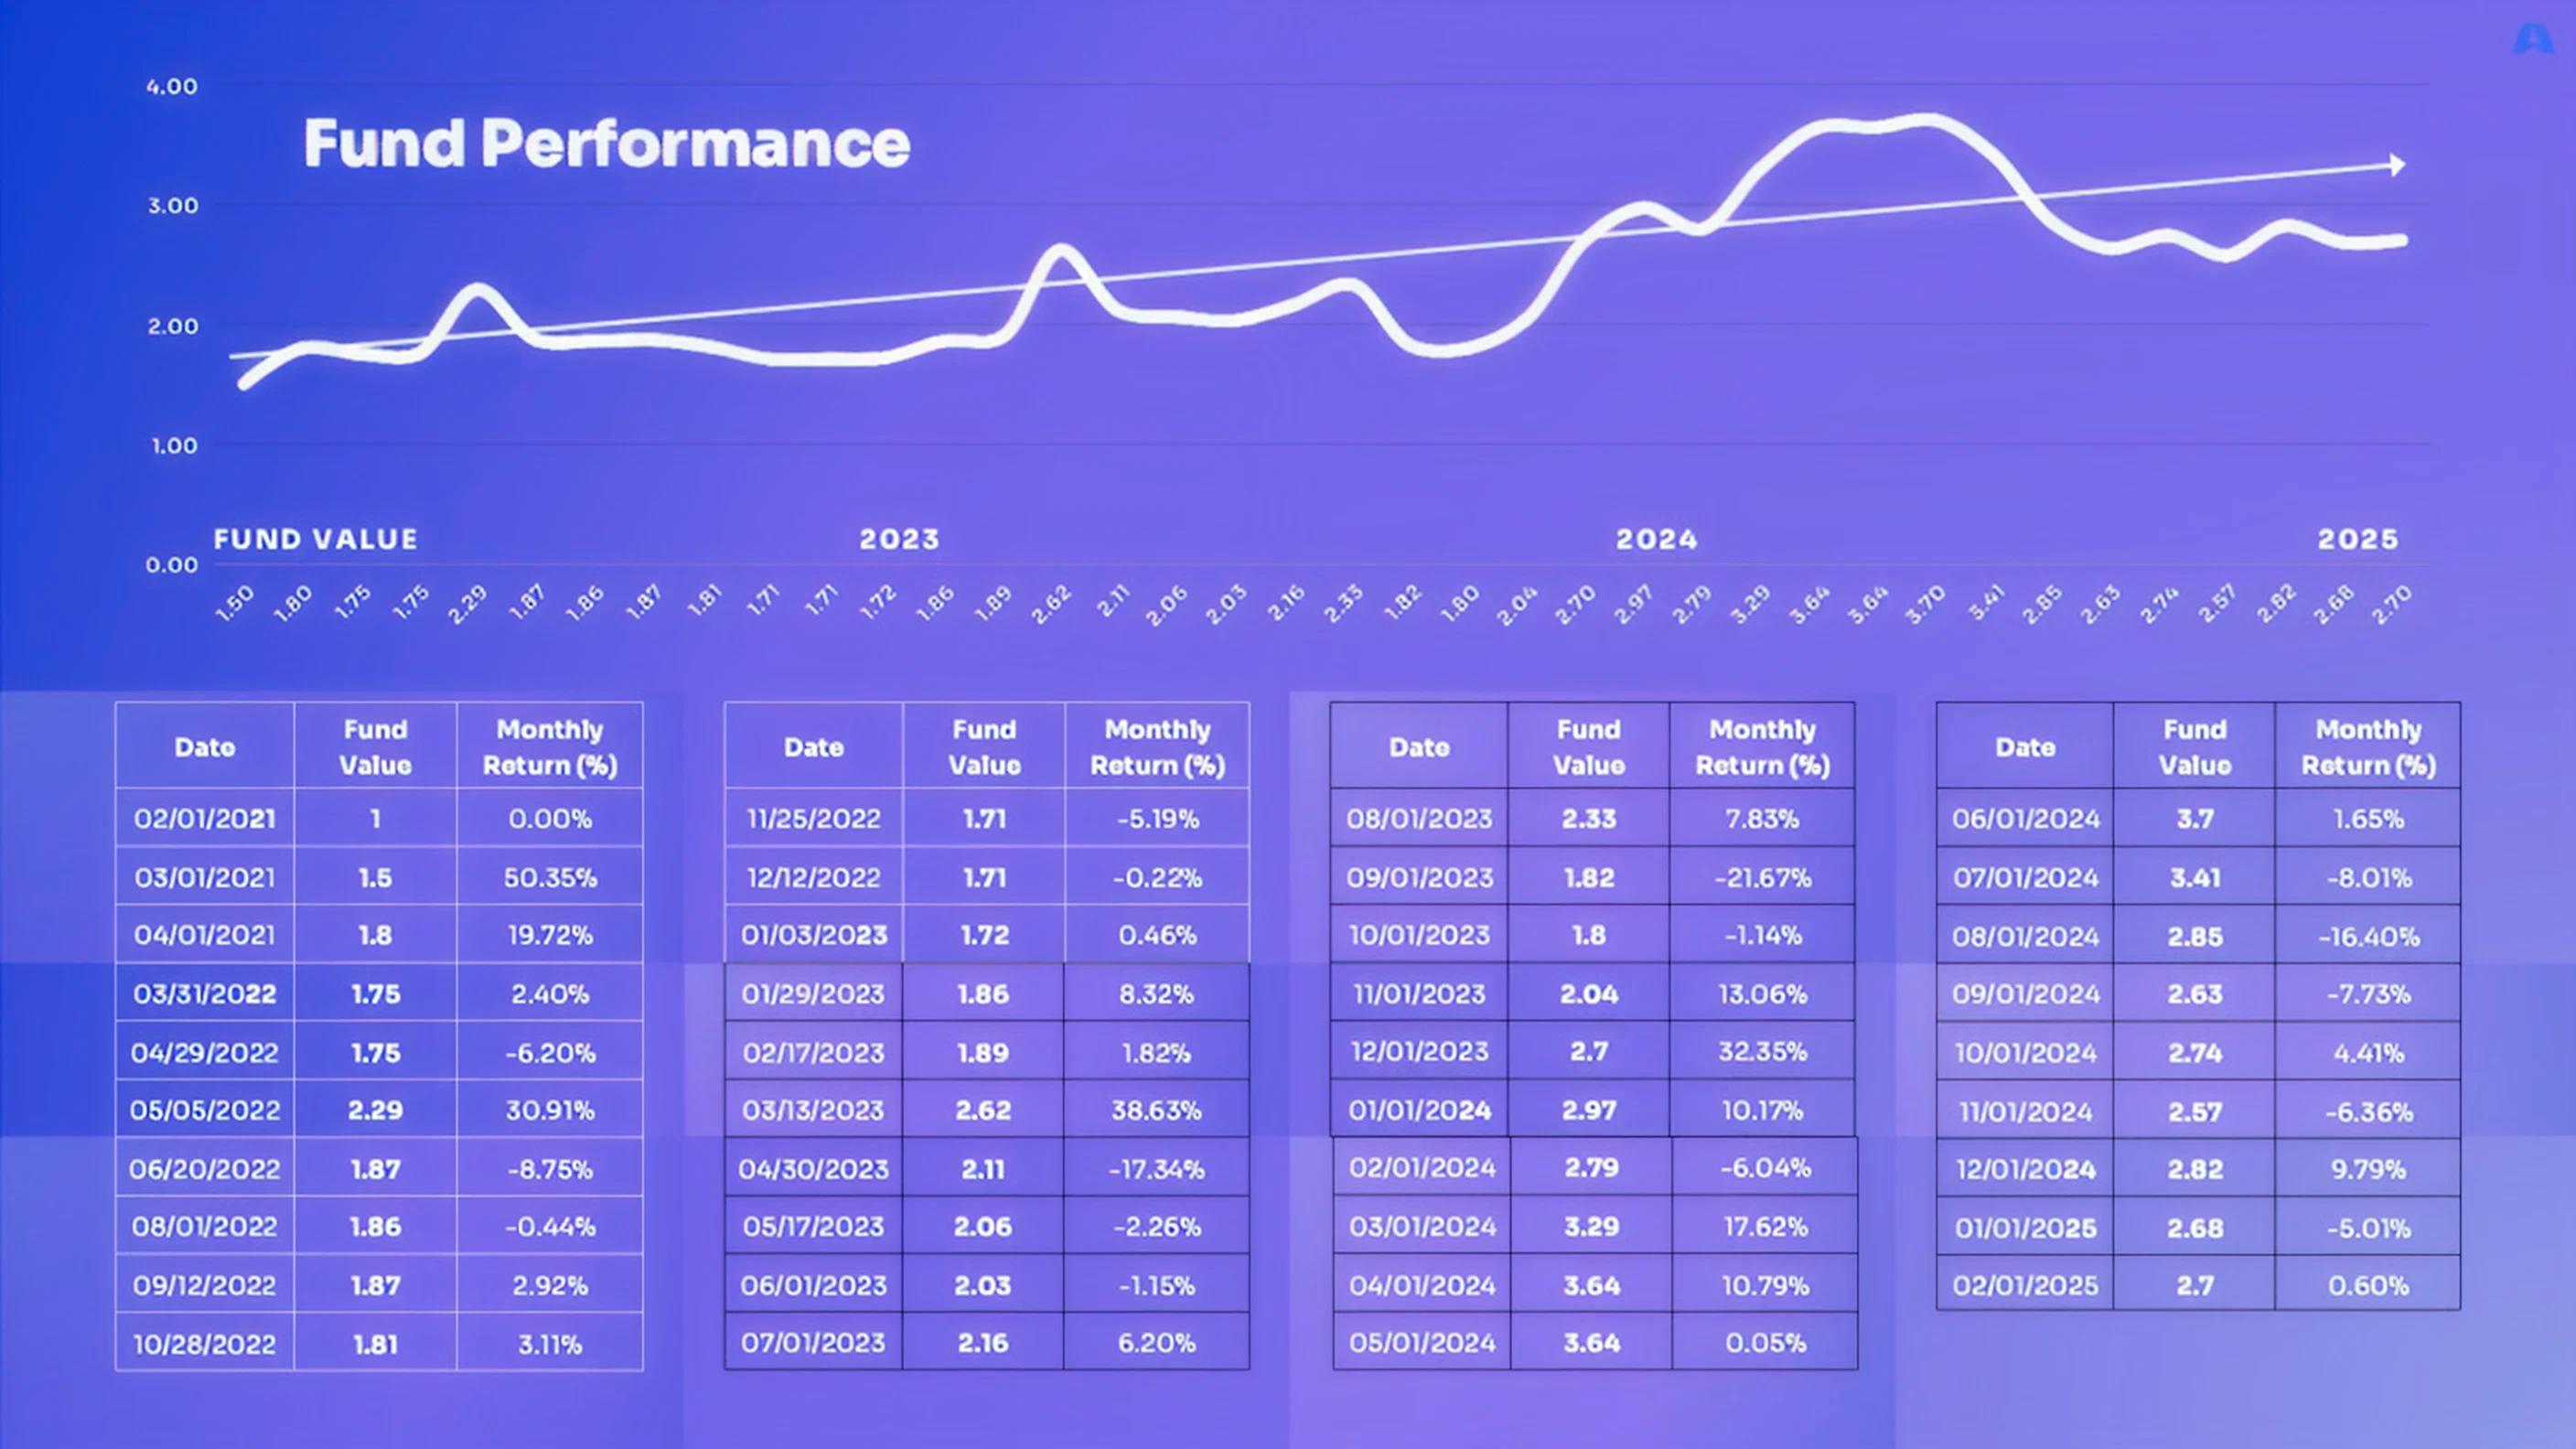 4.00
Fund Performance
3.00
2.00
1.00
FUND VALUE 2023 2024 2025
0.00
1.50 1.80 1.75 1.75 2.29 1.87 1.86 1.87 1.81 1.71 1.71 1.72 1.86 1.89 2.62 2.11 2.06 2.03 2.16 2.33 1.82 1.80 2.04 2.70 2.97 2.79 3.29 3.64 3.64 3.70 3.41 2.85 2.63 2.74 2.57 2.82 2.68 2.70
Date Fund Value Monthly Return (%)
02/01/2021 1 0.00%
03/01/2021 1.5 50.35%
04/01/2021 1.8 19.72%
03/31/2022 1.75 2.40%
04/29/2022 1.75 -6.20%
05/05/2022 2.29 30.91%
06/20/2022 1.87 -8.75%
08/01/2022 1.86 -0.44%
09/12/2022 1.87 2.92%
10/28/2022 1.81 3.11%
Date Fund Value Monthly Return (%)
11/25/2022 1.71 -5.19%
12/12/2022 1.71 -0.22%
01/03/2023 1.72 0.46%
01/29/2023 1.86 8.32%
02/17/2023 1.89 1.82%
03/13/2023 2.62 38.63%
04/30/2023 2.11 -17.34%
05/17/2023 2.06 -2.26%
06/01/2023 2.03 -1.15%
07/01/2023 2.16 6.20%
Date Fund Value Monthly Return (%)
08/01/2023 2.33 7.83%
09/01/2023 1.82 -21.67%
10/01/2023 1.8 -1.14%
11/01/2023 2.04 13.06%
12/01/2023 2.7 32.35%
01/01/2024 2.97 10.17%
02/01/2024 2.79 -6.04%
03/01/2024 3.29 17.62%
04/01/2024 3.64 10.79%
05/01/2024 3.64 0.05%
Date Fund Value Monthly Return (%)
06/01/2024 3.7 1.65%
07/01/2024 3.41 -8.01%
08/01/2024 2.85 -16.40%
09/01/2024 2.63 -7.73%
10/01/2024 2.74 4.41%
11/01/2024 2.57 -6.36%
12/01/2024 2.82 9.79%
01/01/2025 2.68 -5.01%
02/01/2025 2.7 0.60%